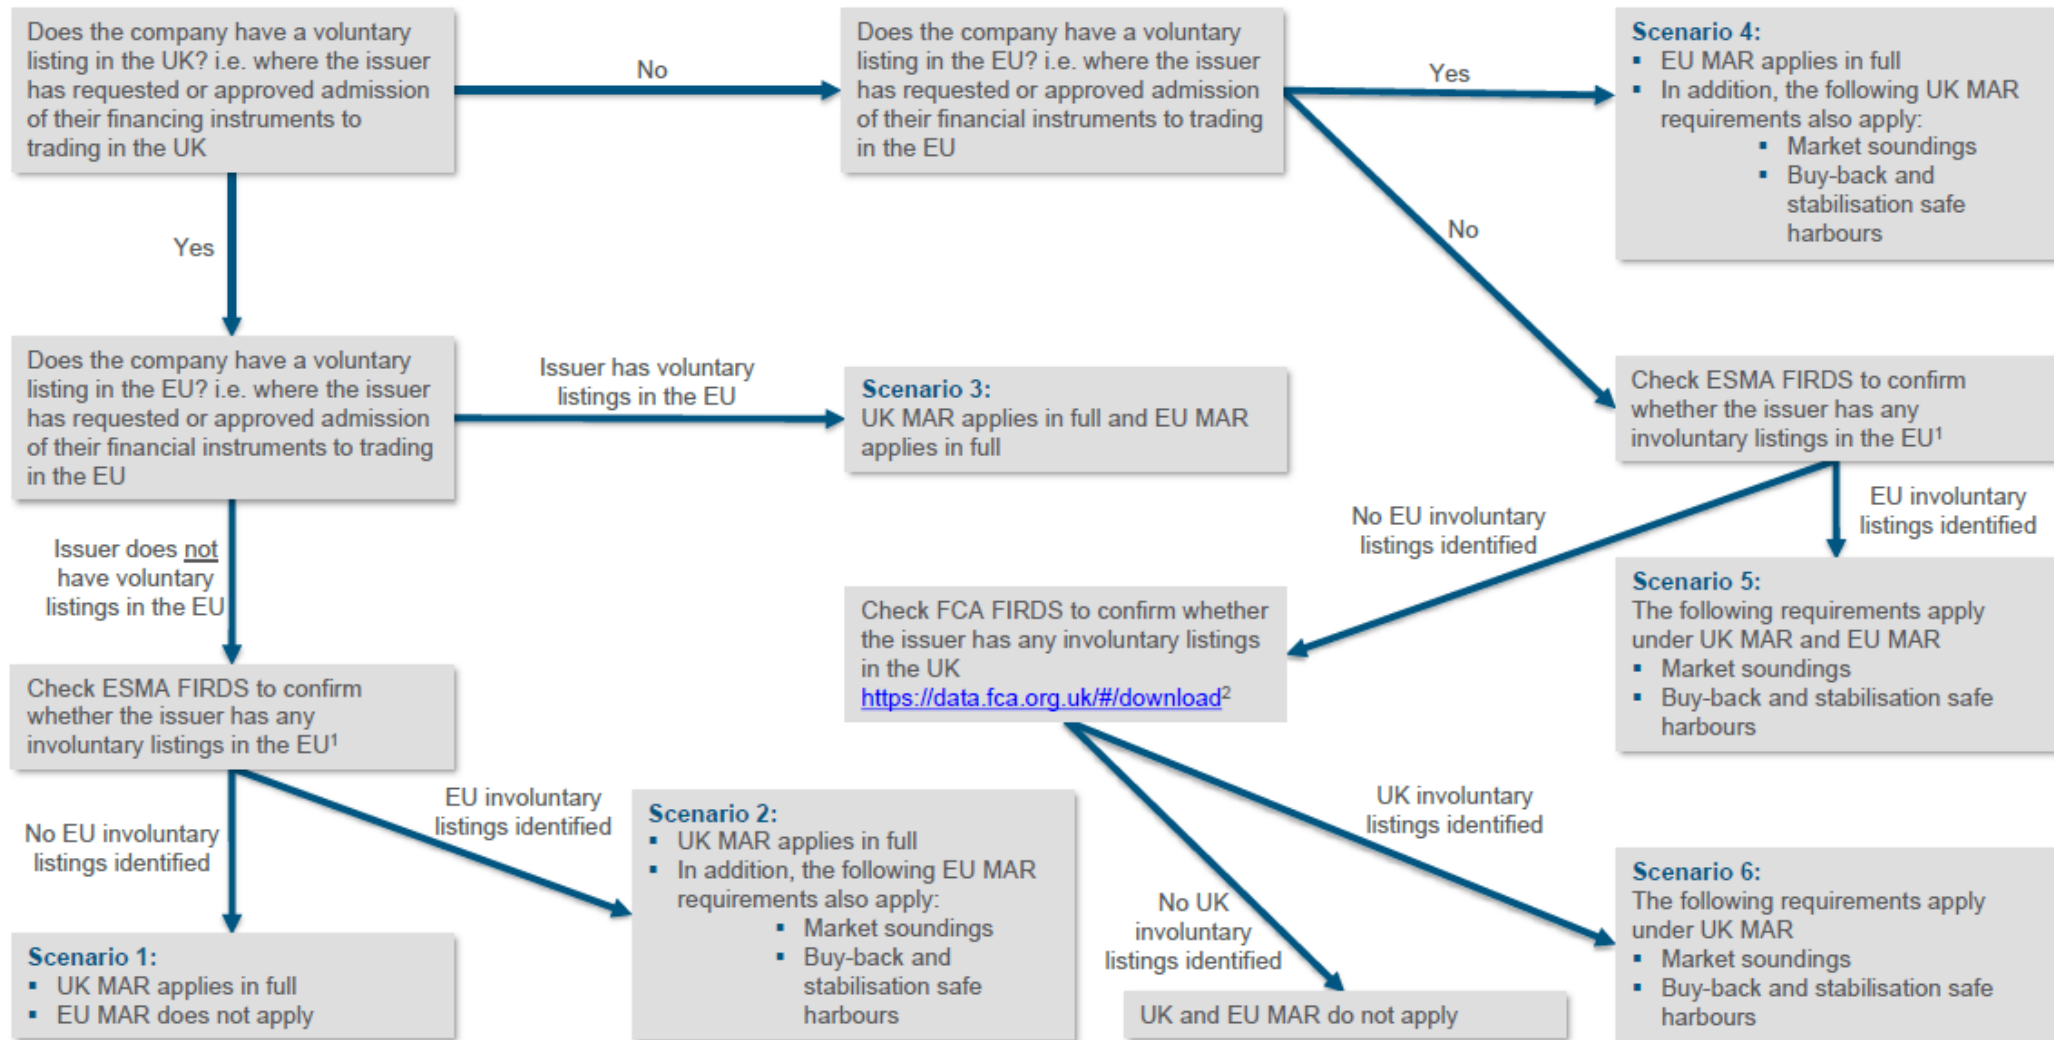 Does the company have a voluntary
listing in the UK? i.e. where the issuer
has requested or approved admission
of their financing instruments to
trading in the UK
No
Does the company have a voluntary
listing in the EU? i.e. where the issuer
has requested or approved admission
of their financial instruments to trading
in the EU
Yes
Scenario 4:
▪ EU MAR applies in full
▪ In addition, the following UK MAR
requirements also apply:
▪ Market soundings
▪ Buy-back and
stabilisation safe
harbours
Yes
No
Does the company have a voluntary
listing in the EU? i.e. where the issuer
has requested or approved admission
of their financial instruments to trading
in the EU
Issuer has voluntary
listings in the EU
Scenario 3:
UK MAR applies in full and EU MAR
applies in full
Check ESMA FIRDS to confirm
whether the issuer has any
involuntary listings in the EU¹
Issuer does not
have voluntary
listings in the EU
No EU involuntary
listings identified
EU involuntary
listings identified
Check FCA FIRDS to confirm whether
the issuer has any involuntary listings
in the UK
https://data.fca.org.uk/#/download²
Scenario 5:
The following requirements apply
under UK MAR and EU MAR
▪ Market soundings
▪ Buy-back and stabilisation safe
harbours
Check ESMA FIRDS to confirm
whether the issuer has any
involuntary listings in the EU¹
No EU involuntary
listings identified
EU involuntary
listings identified
Scenario 2:
▪ UK MAR applies in full
▪ In addition, the following EU MAR
requirements also apply:
▪ Market soundings
▪ Buy-back and
stabilisation safe
harbours
No UK
involuntary
listings identified
UK involuntary
listings identified
Scenario 1:
▪ UK MAR applies in full
▪ EU MAR does not apply
UK and EU MAR do not apply
Scenario 6:
The following requirements apply
under UK MAR
▪ Market soundings
▪ Buy-back and stabilisation safe
harbours